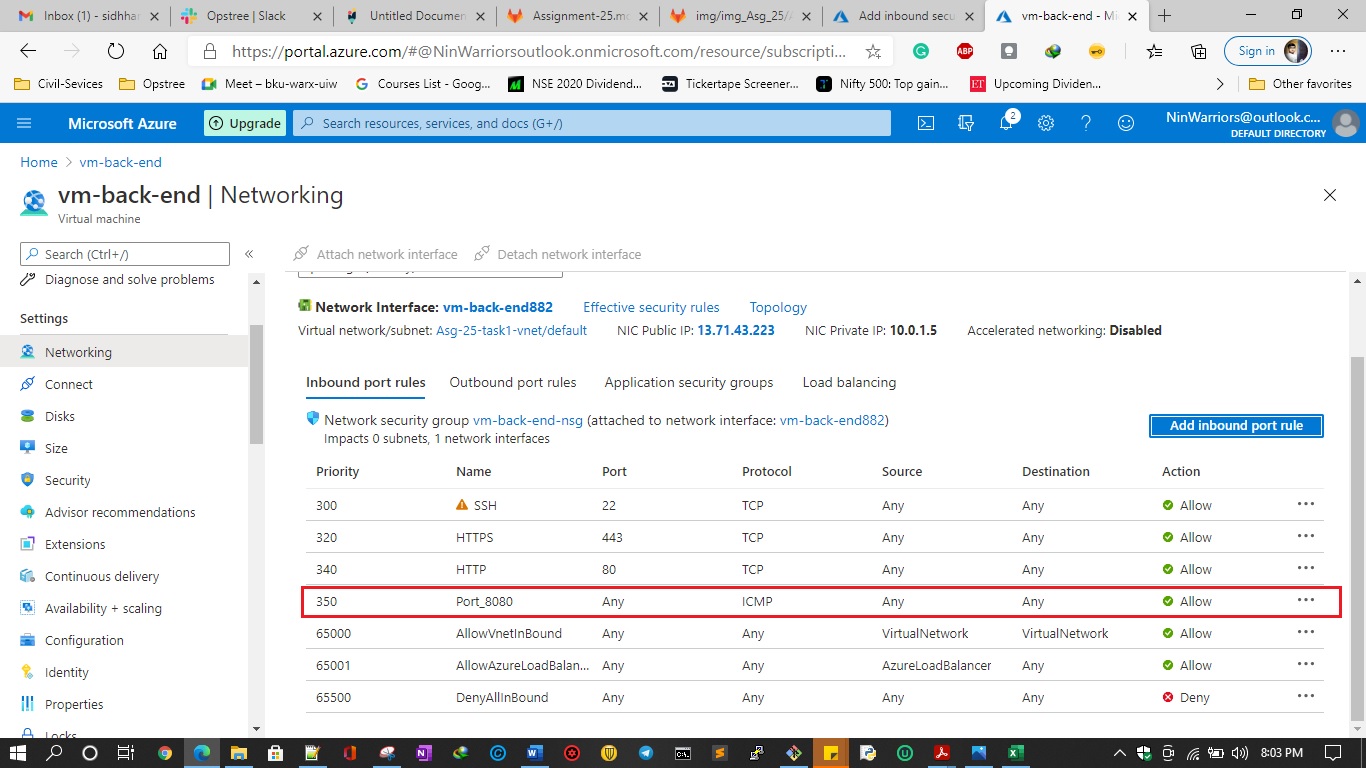 Inbox (1) - sidhhar
Opstree | Slack
Untitled Documen
Assignment-25.mo
img/img_Asg_25//A
Add inbound secu
vm-back-end - Mi
https://portal.azure.com/#@NinWarriorsoutlook.onmicrosoft.com/resource/subscripti...
ABP
Sign in
Civil-Sevices
Opstree
Meet – bku-warx-uiw
Courses List - Goog...
NSE 2020 Dividend...
Tickertape Screener...
Nifty 500: Top gain...
ET Upcoming Dividen...
Other favorites
Microsoft Azure
Upgrade
Search resources, services, and docs (G+/)
2
NinWarriors@outlook.c...
DEFAULT DIRECTORY
Home > vm-back-end
vm-back-end | Networking
Virtual machine
Search (Ctrl+/)
Attach network interface
Detach network interface
Diagnose and solve problems
Settings
Networking
Connect
Disks
Size
Security
Advisor recommendations
Extensions
Continuous delivery
Availability + scaling
Configuration
Identity
Properties
Locks
Network Interface: vm-back-end882 Effective security rules Topology
Virtual network/subnet: Asg-25-task1-vnet/default NIC Public IP: 13.71.43.223 NIC Private IP: 10.0.1.5 Accelerated networking: Disabled
Inbound port rules Outbound port rules Application security groups Load balancing
Network security group vm-back-end-nsg (attached to network interface: vm-back-end882)
Impacts 0 subnets, 1 network interfaces
Add inbound port rule
Priority Name Port Protocol Source Destination Action
300 SSH 22 TCP Any Any Allow
320 HTTPS 443 TCP Any Any Allow
340 HTTP 80 TCP Any Any Allow
350 Port_8080 Any ICMP Any Any Allow
65000 AllowVnetInBound Any Any VirtualNetwork VirtualNetwork Allow
65001 AllowAzureLoadBalan... Any Any AzureLoadBalancer Any Allow
65500 DenyAllInBound Any Any Any Any Deny
8:03 PM